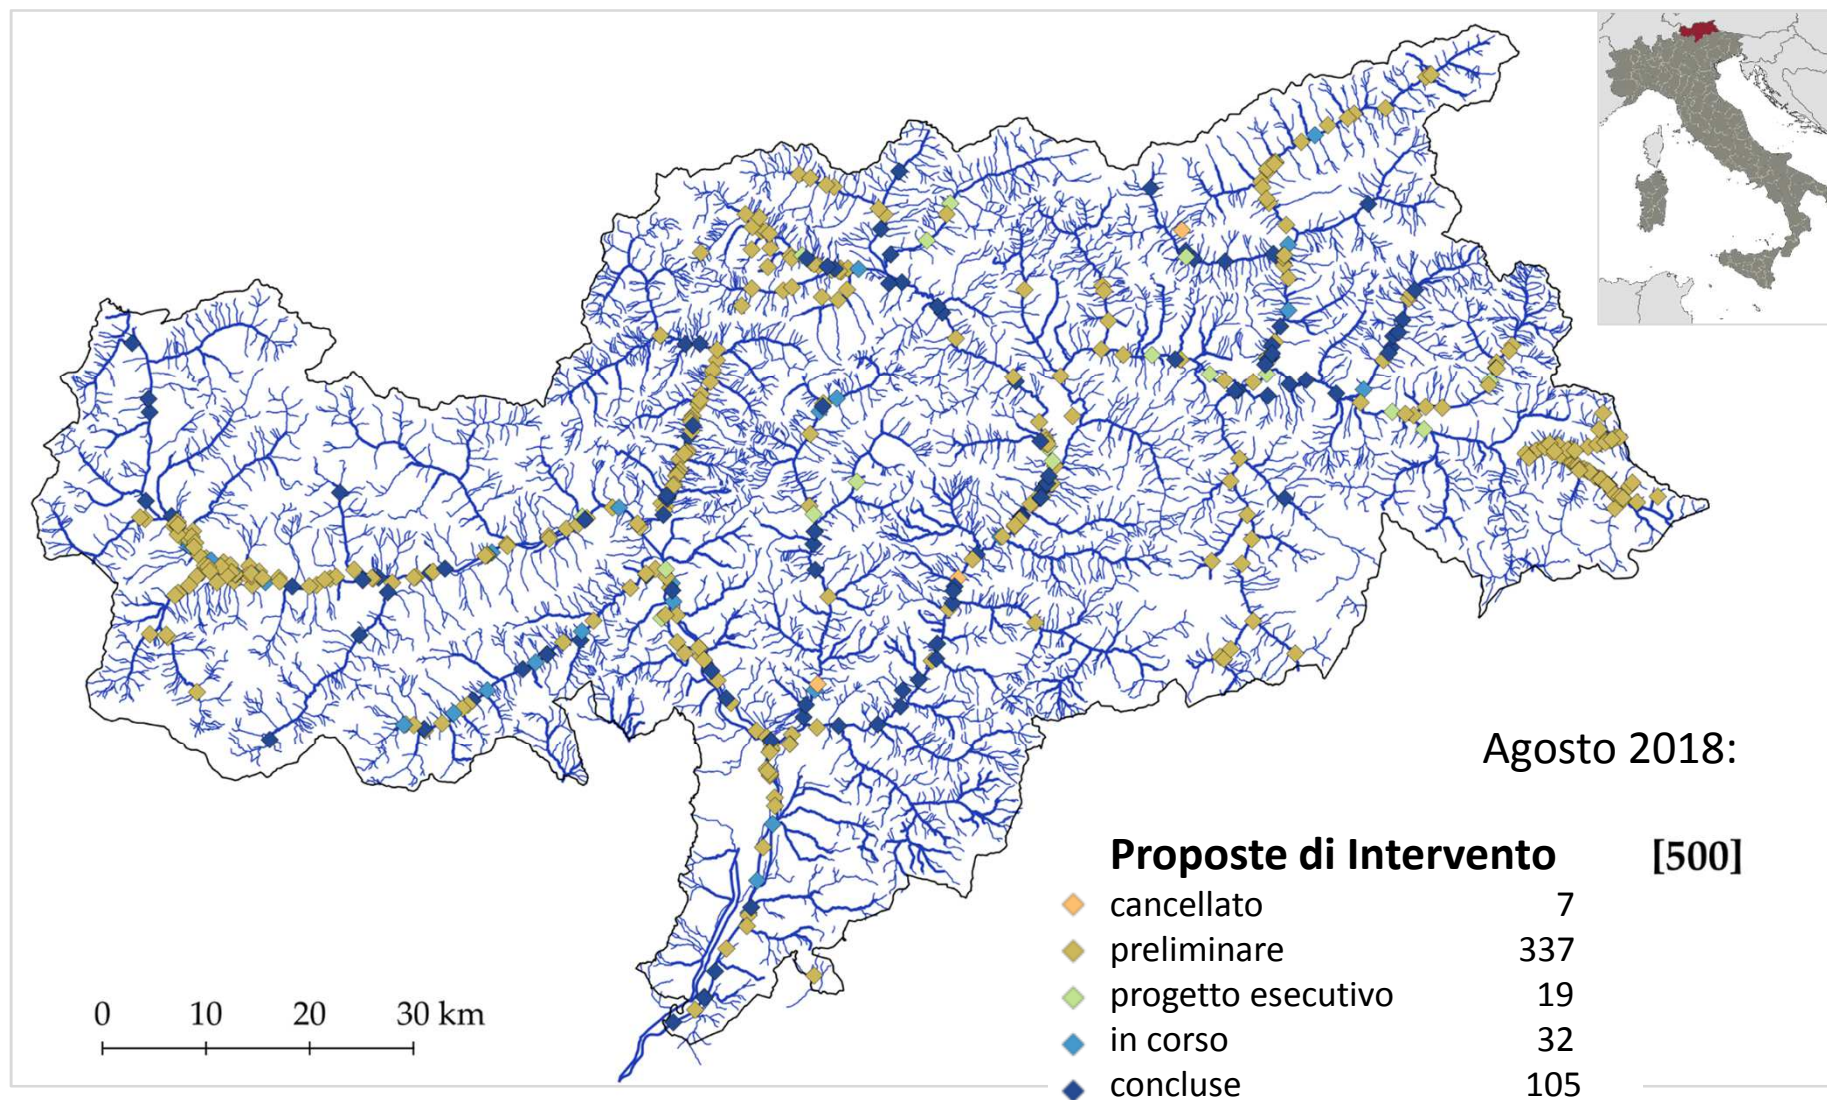 Agosto 2018:
Proposte di Intervento [500]
cancellato 7
preliminare 337
progetto esecutivo 19
in corso 32
concluse 105
0 10 20 30 km